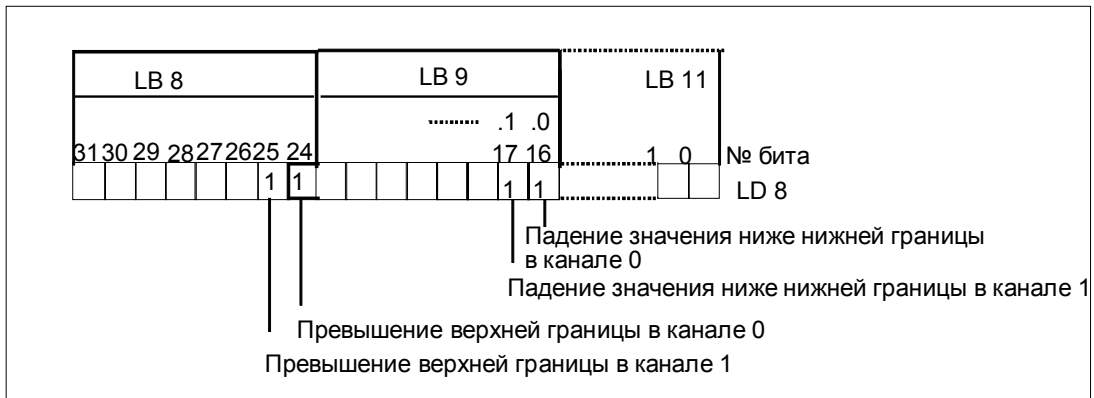 LB 8 LB 9 LB 11
.1 .0
31 30 29 28 27 26 25 24 17 16 1 0 № бита
1 1 1 1 LD 8
Падение значения ниже нижней границы
в канале 0
Падение значения ниже нижней границы в канале 1
Превышение верхней границы в канале 0
Превышение верхней границы в канале 1